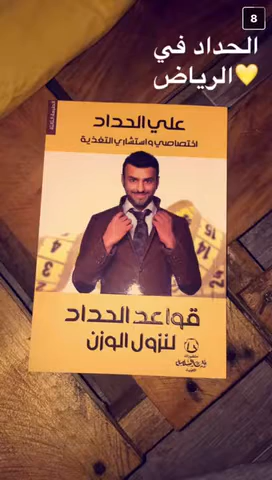 8
الحداد في
الرياض
علي الحداد
اختصاصي واستشاري التغذية
قواعد الحداد
لنزول الوزن